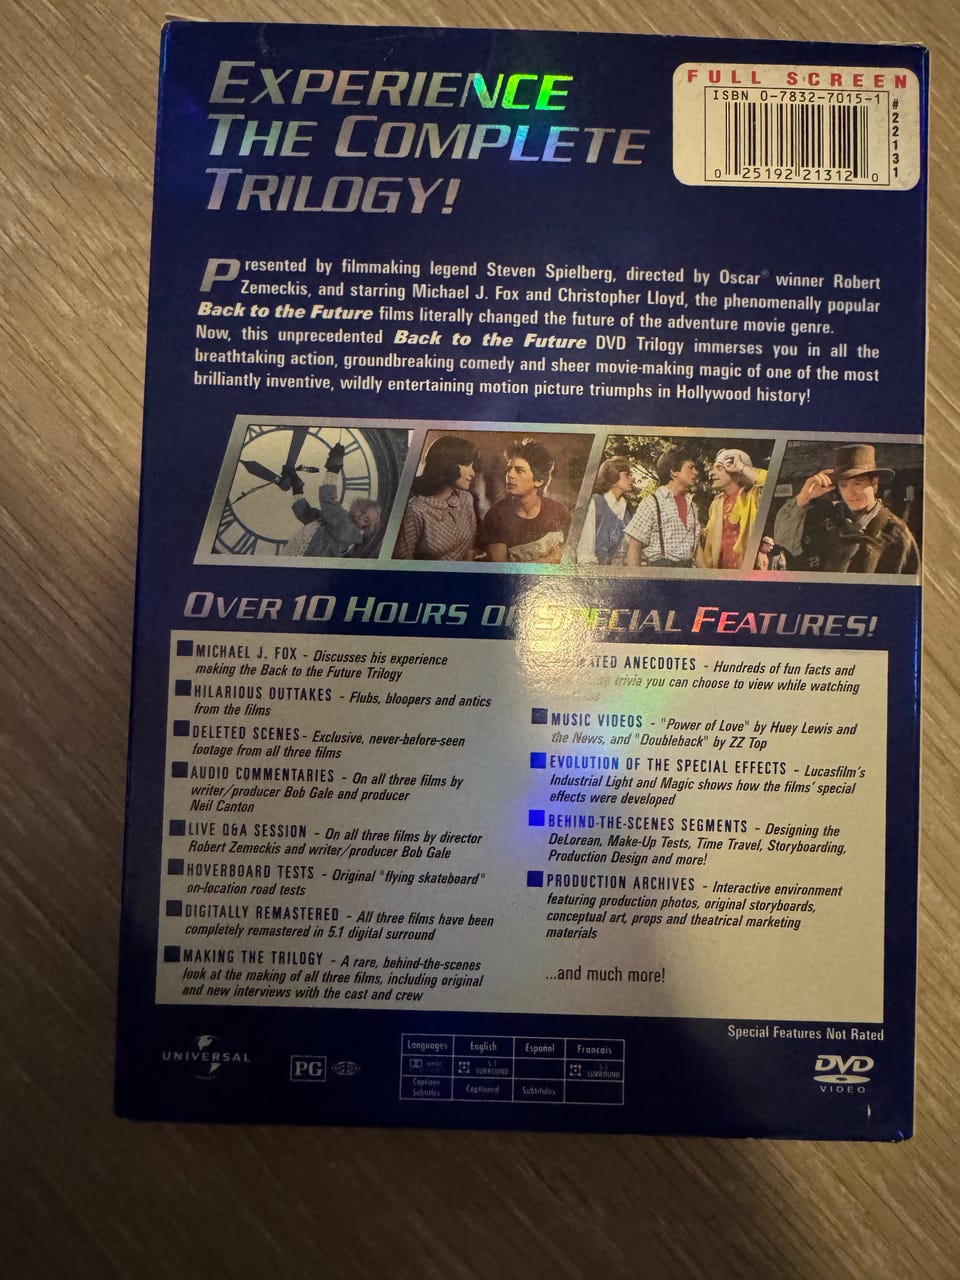 EXPERIENCE
THE COMPLETE
TRILOGY!
FULL SCREEN
ISBN 0-7832-7015-1
#22131
0 25192 21312 0
Presented by filmmaking legend Steven Spielberg, directed by Oscar® winner Robert
Zemeckis, and starring Michael J. Fox and Christopher Lloyd, the phenomenally popular
Back to the Future films literally changed the future of the adventure movie genre.
Now, this unprecedented Back to the Future DVD Trilogy immerses you in all the
breathtaking action, groundbreaking comedy and sheer movie-making magic of one of the most
brilliantly inventive, wildly entertaining motion picture triumphs in Hollywood history!
OVER 10 HOURS OF SPECIAL FEATURES!
MICHAEL J. FOX - Discusses his experience
making the Back to the Future Trilogy
HILARIOUS OUTTAKES - Flubs, bloopers and antics
from the films
DELETED SCENES - Exclusive, never-before-seen
footage from all three films
AUDIO COMMENTARIES - On all three films by
writer/producer Bob Gale and producer
Neil Canton
LIVE Q&A SESSION - On all three films by director
Robert Zemeckis and writer/producer Bob Gale
HOVERBOARD TESTS - Original "flying skateboard"
on-location road tests
DIGITALLY REMASTERED - All three films have been
completely remastered in 5.1 digital surround
MAKING THE TRILOGY - A rare, behind-the-scenes
look at the making of all three films, including original
and new interviews with the cast and crew
ANECDOTES - Hundreds of fun facts and
trivia you can choose to view while watching
MUSIC VIDEOS - "Power of Love" by Huey Lewis and
the News, and "Doubleback" by ZZ Top
EVOLUTION OF THE SPECIAL EFFECTS - Lucasfilm's
Industrial Light and Magic shows how the films' special
effects were developed
BEHIND-THE-SCENES SEGMENTS - Designing the
DeLorean, Make-Up Tests, Time Travel, Storyboarding,
Production Design and more!
PRODUCTION ARCHIVES - Interactive environment
featuring production photos, original storyboards,
conceptual art, props and theatrical marketing
materials
...and much more!
Special Features Not Rated
UNIVERSAL
PG
Languages English Español Français
5.1 SURROUND 5.1 SURROUND
Captions Subtitles Captioned Subtitulos
DVD
VIDEO